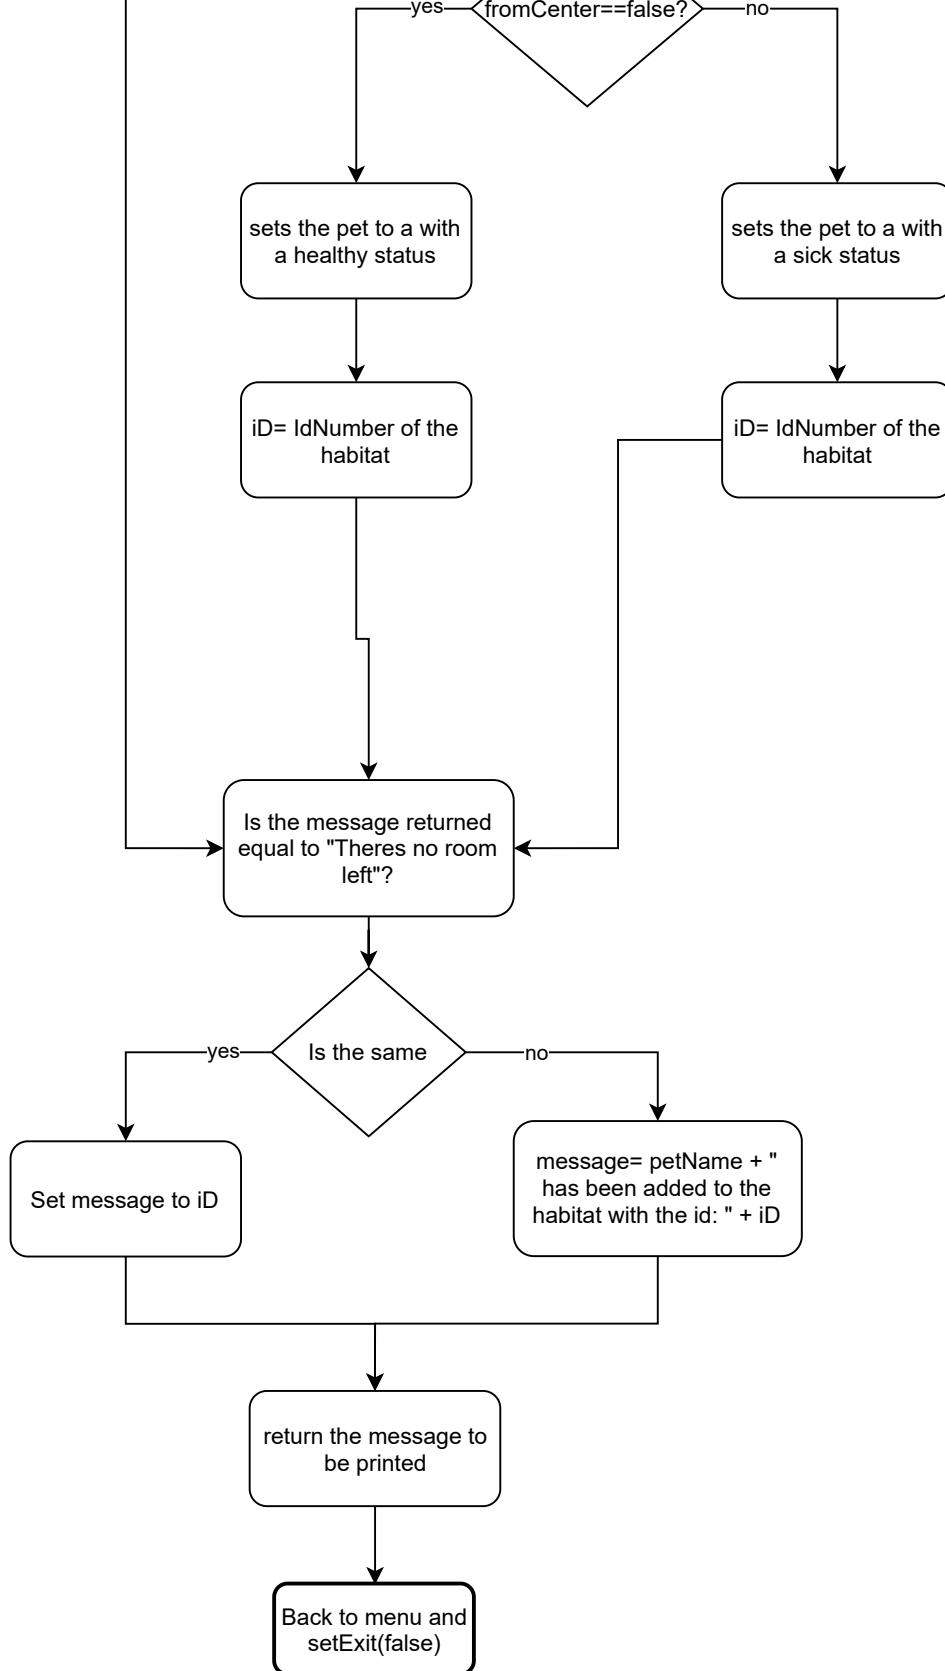 yes
fromCenter==false?
no
sets the pet to a with
a healthy status
sets the pet to a with
a sick status
iD= IdNumber of the
habitat
iD= IdNumber of the
habitat
Is the message returned
equal to "Theres no room
left"?
yes
Is the same
no
Set message to iD
message= petName + "
has been added to the
habitat with the id: " + iD
return the message to
be printed
Back to menu and
setExit(false)